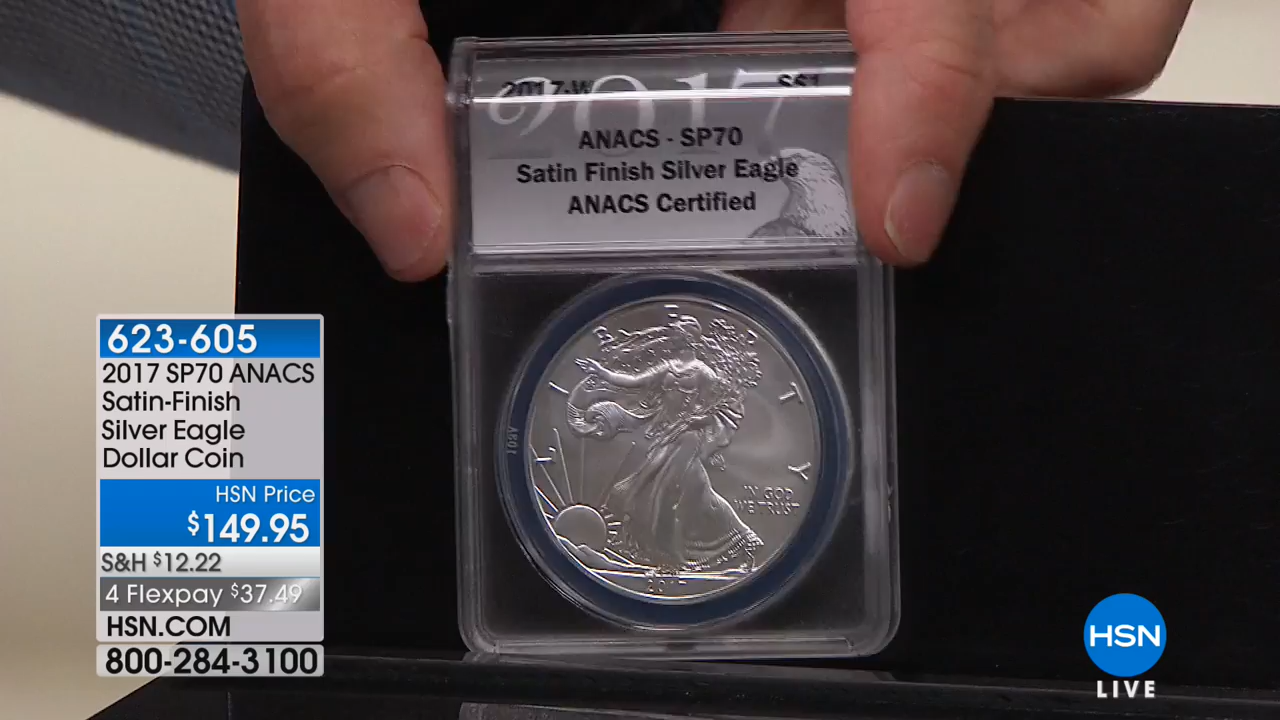 2017-W S$1
2017
ANACS - SP70
Satin Finish Silver Eagle
ANACS Certified
LIBERTY
IN GOD
WE TRUST
2017
623-605
2017 SP70 ANACS
Satin-Finish
Silver Eagle
Dollar Coin
HSN Price
$149.95
S&H $12.22
4 Flexpay $37.49
HSN.COM
800-284-3100
HSN
LIVE